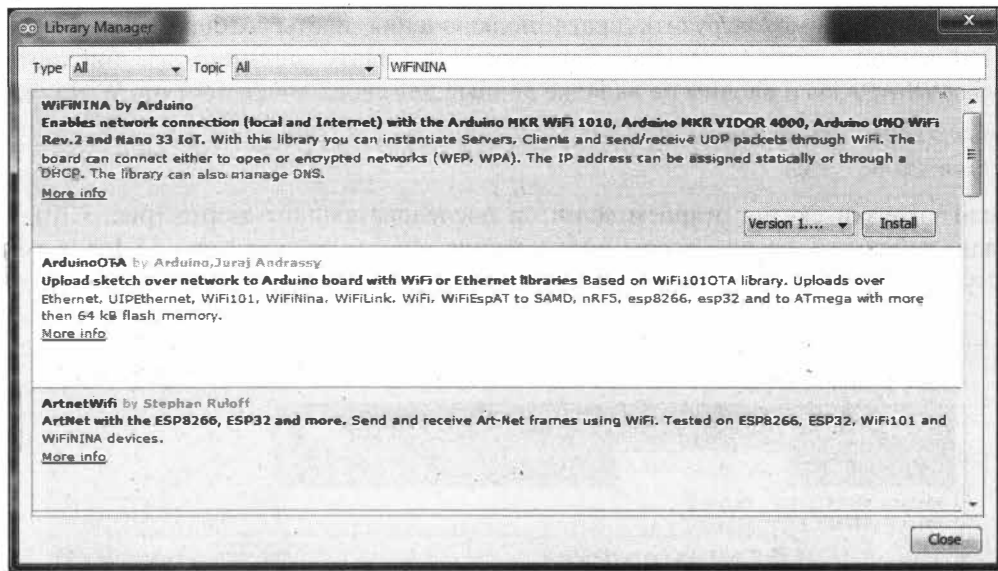 Library Manager
X
Type All Topic All WiFiNINA
WiFiNINA by Arduino
Enables network connection (local and Internet) with the Arduino MKR WiFi 1010, Arduino MKR VIDOR 4000, Arduino UNO WiFi
Rev.2 and Nano 33 IoT. With this library you can instantiate Servers, Clients and send/receive UDP packets through WiFi. The
board can connect either to open or encrypted networks (WEP, WPA). The IP address can be assigned statically or through a
DHCP. The library can also manage DNS.
More info
Version 1.... Install
ArduinoOTA by Arduino,Juraj Andrassy
Upload sketch over network to Arduino board with WiFi or Ethernet libraries Based on WiFi101OTA library. Uploads over
Ethernet, UIPEthernet, WiFi101, WiFiNina, WiFiLink, WiFi, WiFiEspAT to SAMD, nRF5, esp8266, esp32 and to ATmega with more
then 64 kB flash memory.
More info
ArtnetWifi by Stephan Ruloff
ArtNet with the ESP8266, ESP32 and more. Send and receive Art-Net frames using WiFi. Tested on ESP8266, ESP32, WiFi101 and
WiFiNINA devices.
More info
Close